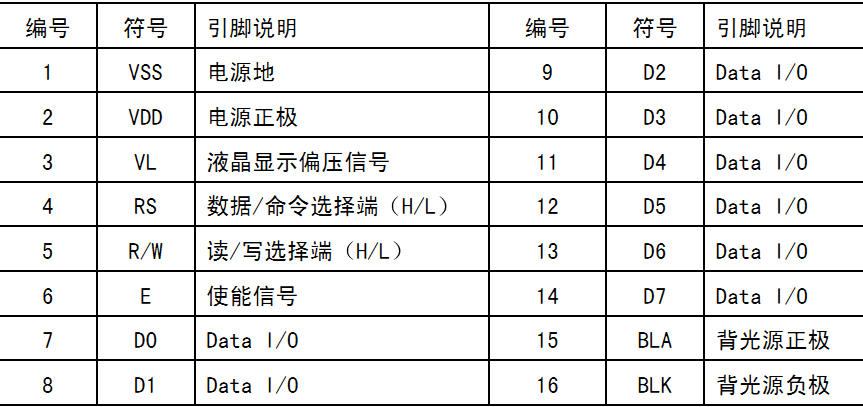 编号 符号 引脚说明 编号 符号 引脚说明
1 VSS 电源地 9 D2 Data I/O
2 VDD 电源正极 10 D3 Data I/O
3 VL 液晶显示偏压信号 11 D4 Data I/O
4 RS 数据/命令选择端（H/L） 12 D5 Data I/O
5 R/W 读/写选择端（H/L） 13 D6 Data I/O
6 E 使能信号 14 D7 Data I/O
7 D0 Data I/O 15 BLA 背光源正极
8 D1 Data I/O 16 BLK 背光源负极